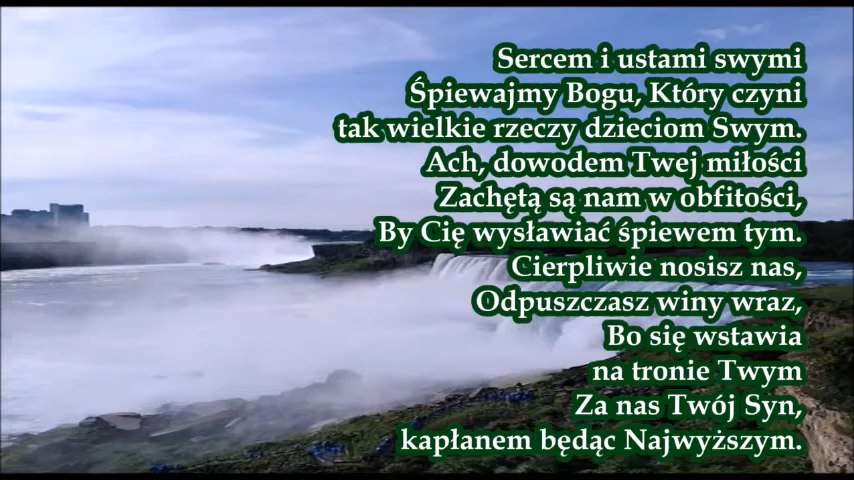 Sercem i ustami swymi
Śpiewajmy Bogu, Który czyni
tak wielkie rzeczy dzieciom Swym.
Ach, dowodem Twej miłości
Zachętą są nam w obfitości,
By Cię wysławiać śpiewem tym.
Cierpliwie nosisz nas,
Odpuszczasz winy wraz,
Bo się wstawia
na tronie Twym
Za nas Twój Syn,
kapłanem będąc Najwyższym.